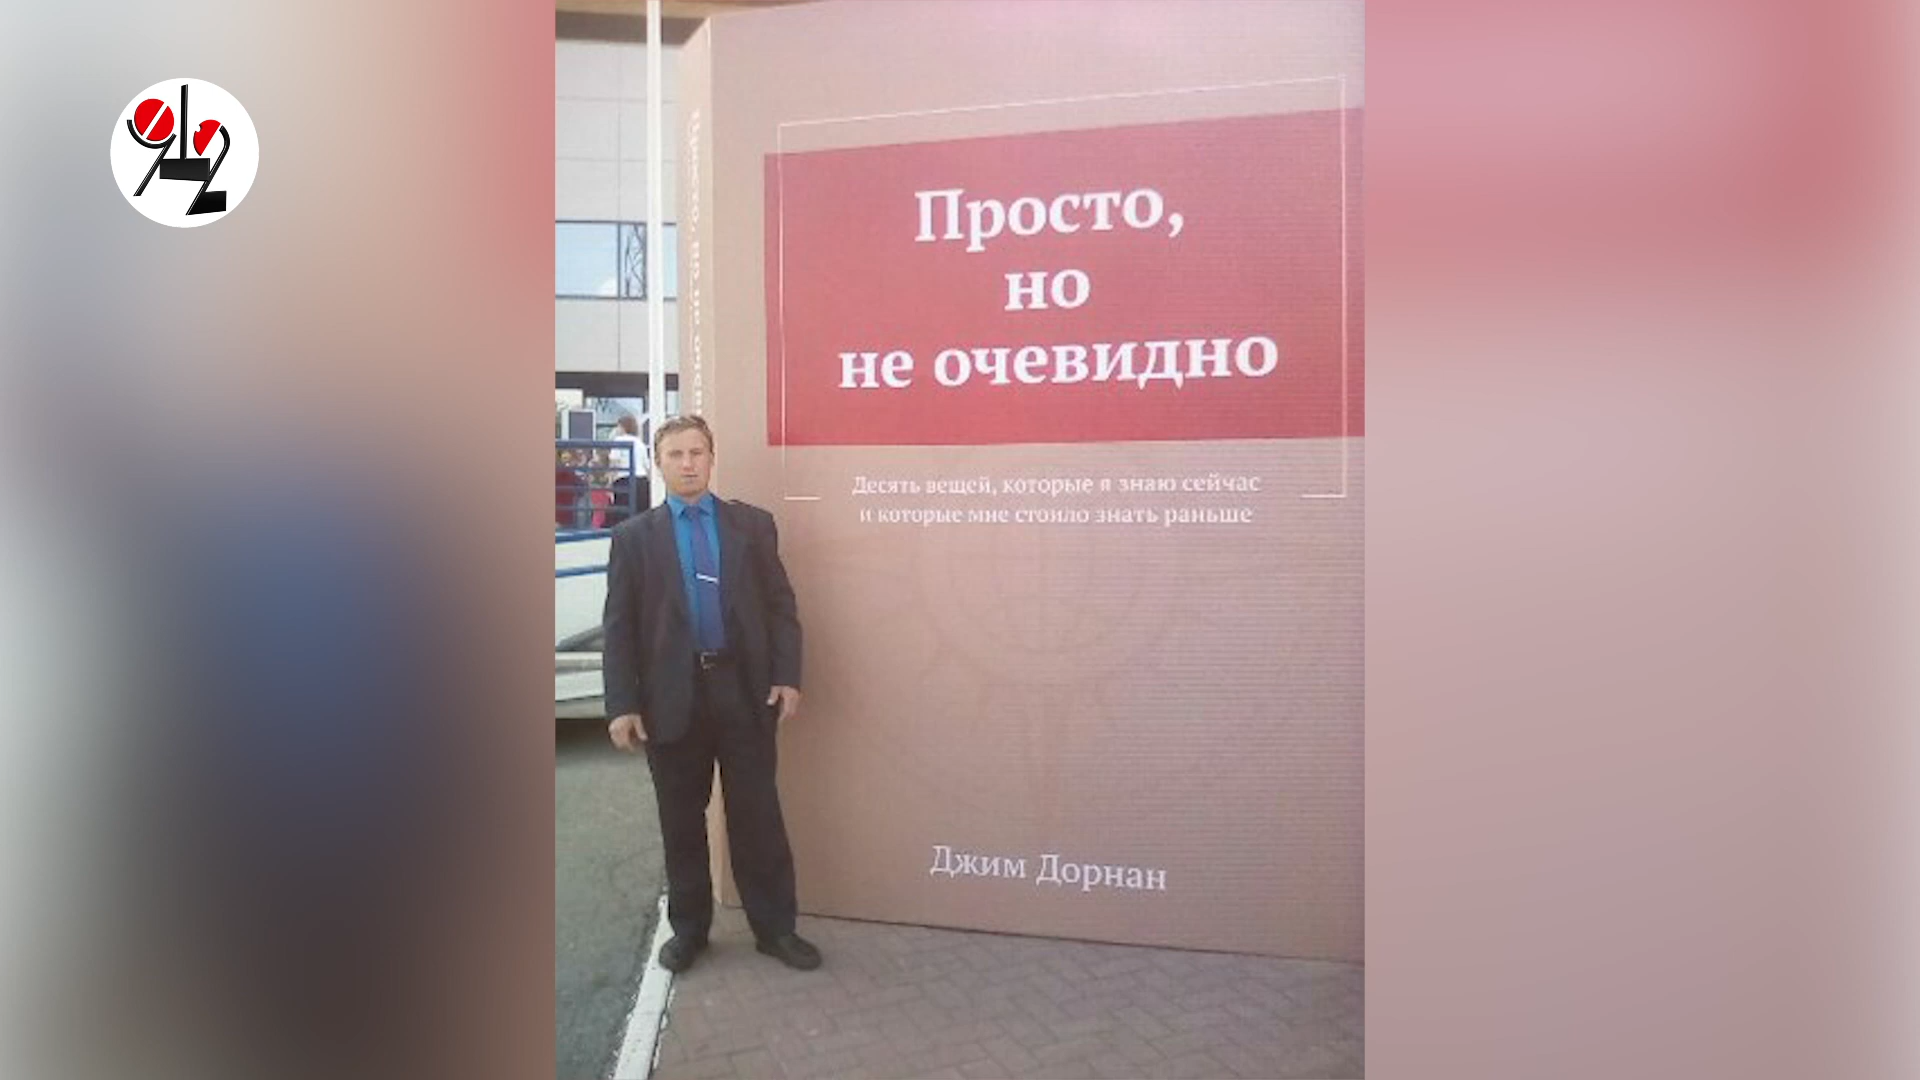 Просто,
но
не очевидно
Десять вещей, которые я знаю сейчас
и которые мне стоило знать раньше
Джим Дорнан